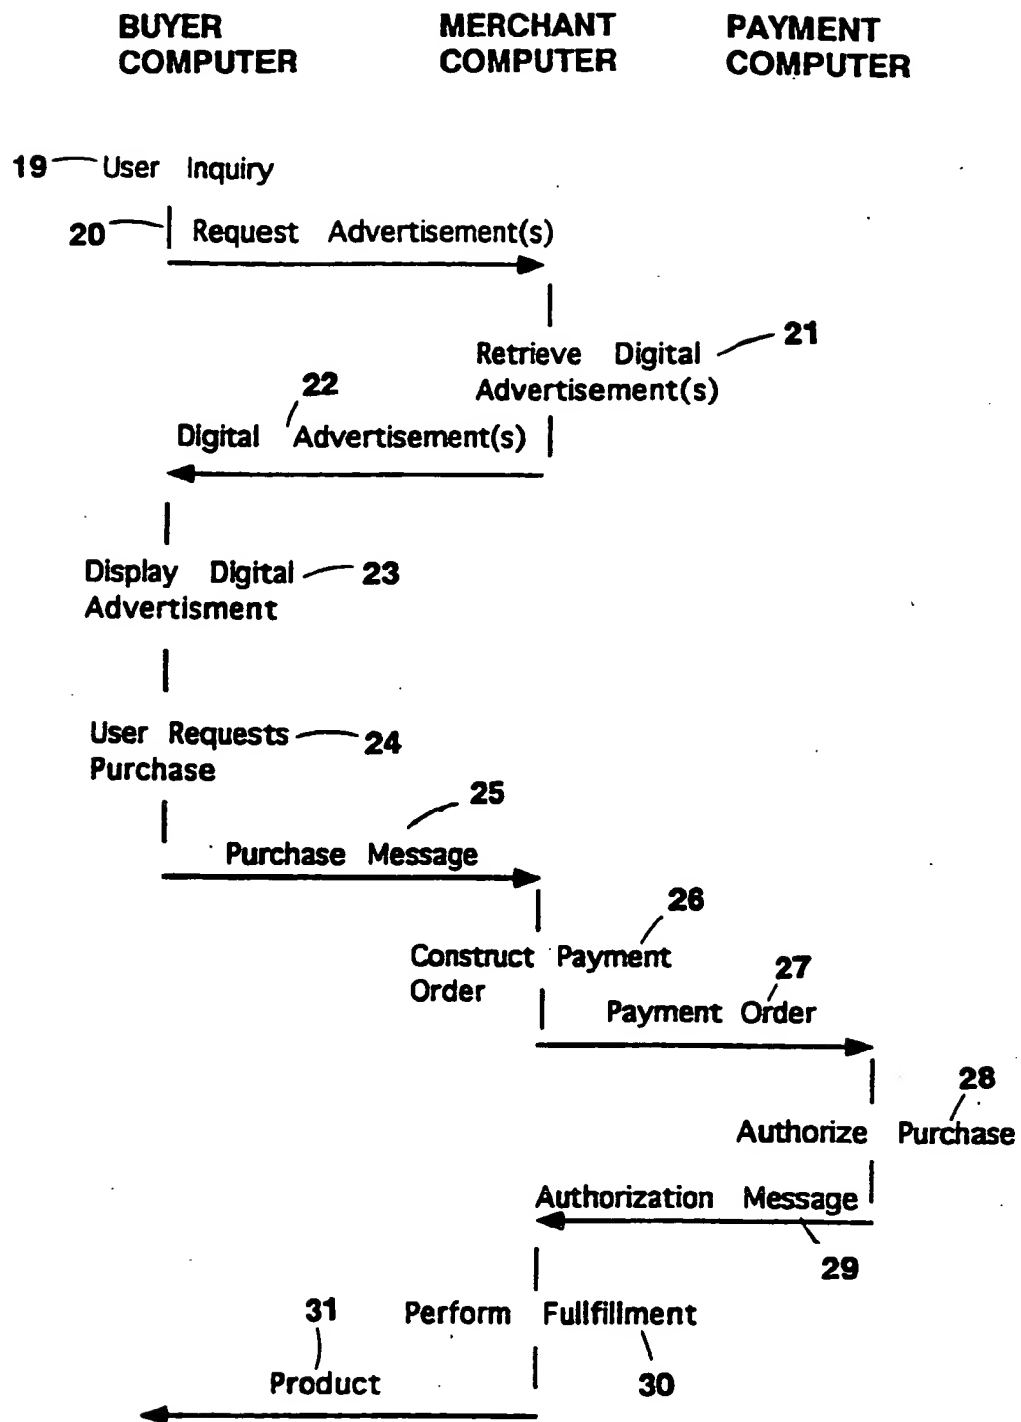 BUYER COMPUTER
MERCHANT COMPUTER
PAYMENT COMPUTER
19 User Inquiry
20 Request Advertisement(s)
21
Retrieve Digital
Advertisement(s)
22
Digital Advertisement(s)
Display Digital 23
Advertisment
User Requests 24
Purchase
25
Purchase Message
26
Construct Payment
Order
27
Payment Order
28
Authorize Purchase
Authorization Message
29
31
Perform Fullfillment
Product
30